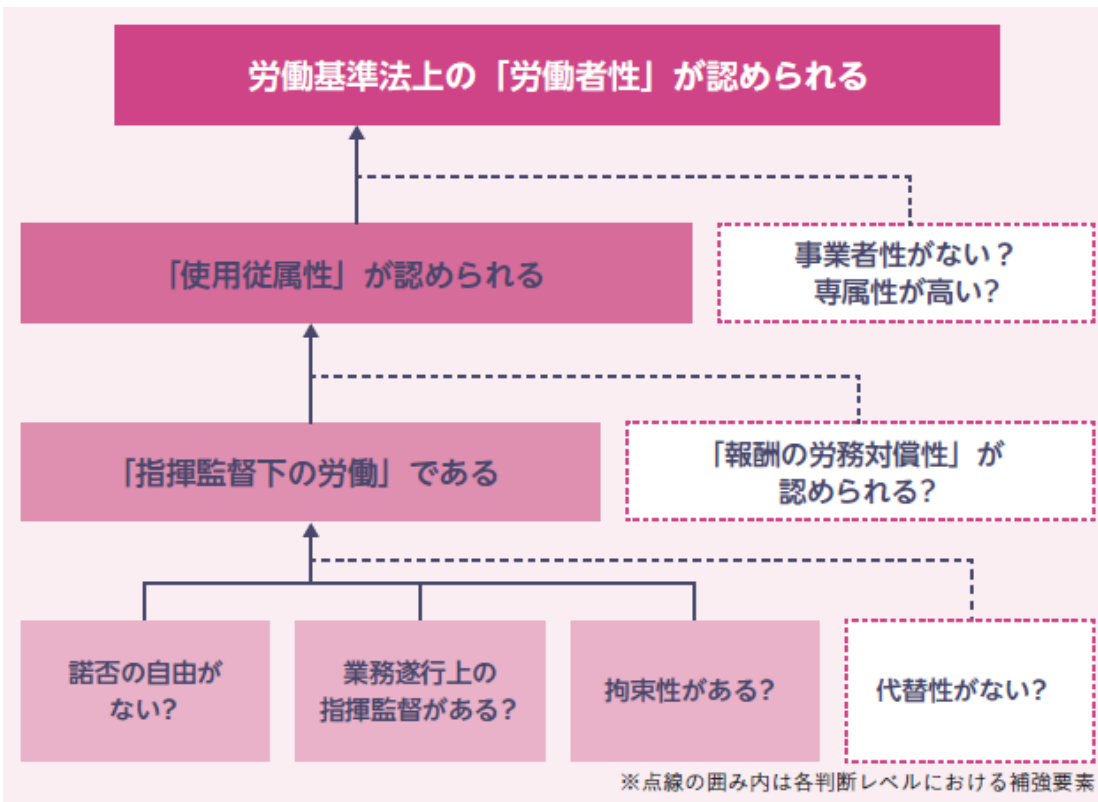 労働基準法上の「労働者性」が認められる
「使用従属性」が認められる
事業者性がない?
専属性が高い?
「指揮監督下の労働」である
「報酬の労務対償性」が
認められる?
諾否の自由が
ない?
業務遂行上の
指揮監督がある?
拘束性がある?
代替性がない?
※点線の囲み内は各判断レベルにおける補強要素